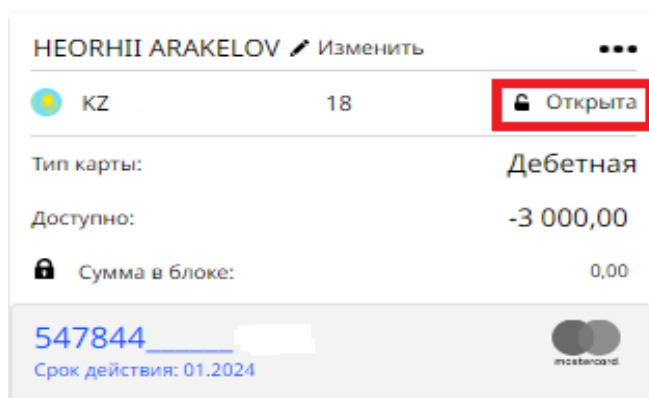 HEORHII ARAKELOV Изменить
KZ 18 Открыта
Тип карты: Дебетная
Доступно: -3 000,00
Сумма в блоке: 0,00
547844______
Срок действия: 01.2024
mastercard.